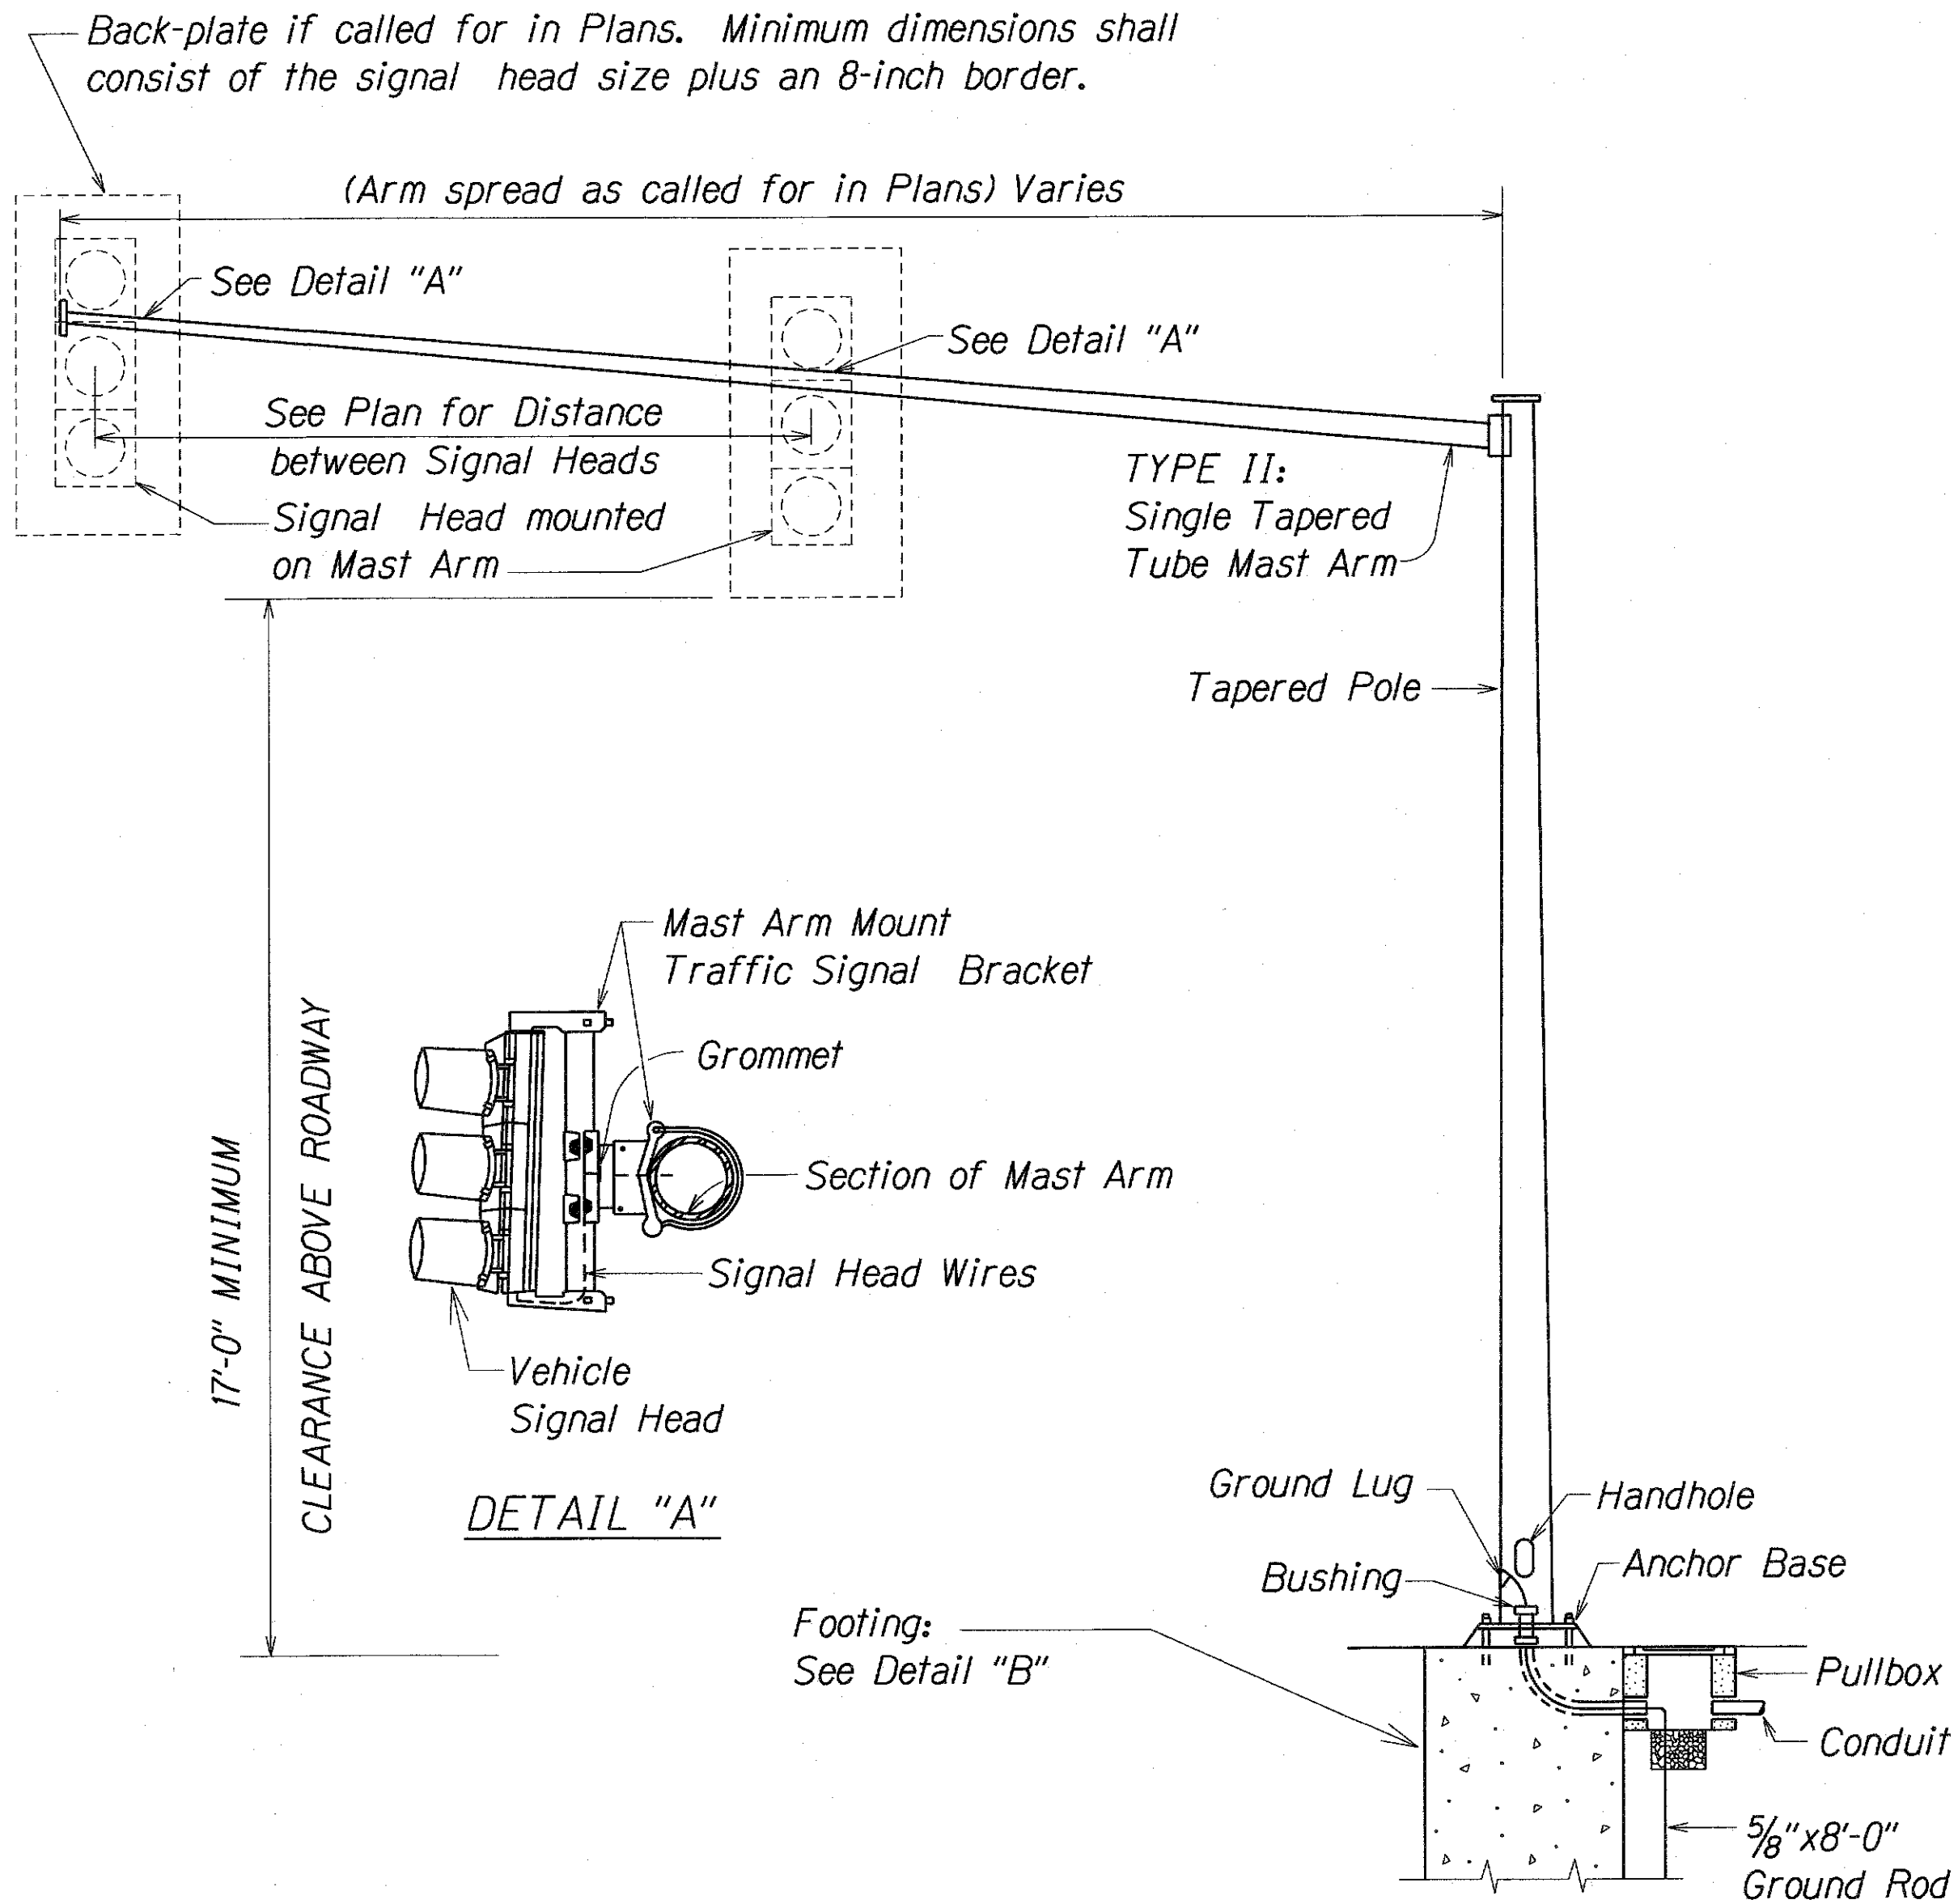 Back-plate if called for in Plans. Minimum dimensions shall
consist of the signal head size plus an 8-inch border.
(Arm spread as called for in Plans) Varies
See Detail "A"
See Detail "A"
See Plan for Distance
between Signal Heads
Signal Head mounted
on Mast Arm
TYPE II:
Single Tapered
Tube Mast Arm
Tapered Pole
17'-0" MINIMUM
CLEARANCE ABOVE ROADWAY
Mast Arm Mount
Traffic Signal Bracket
Grommet
Section of Mast Arm
Signal Head Wires
Vehicle
Signal Head
DETAIL "A"
Ground Lug
Handhole
Bushing
Anchor Base
Footing:
See Detail "B"
Pullbox
Conduit
5/8"x8'-0"
Ground Rod